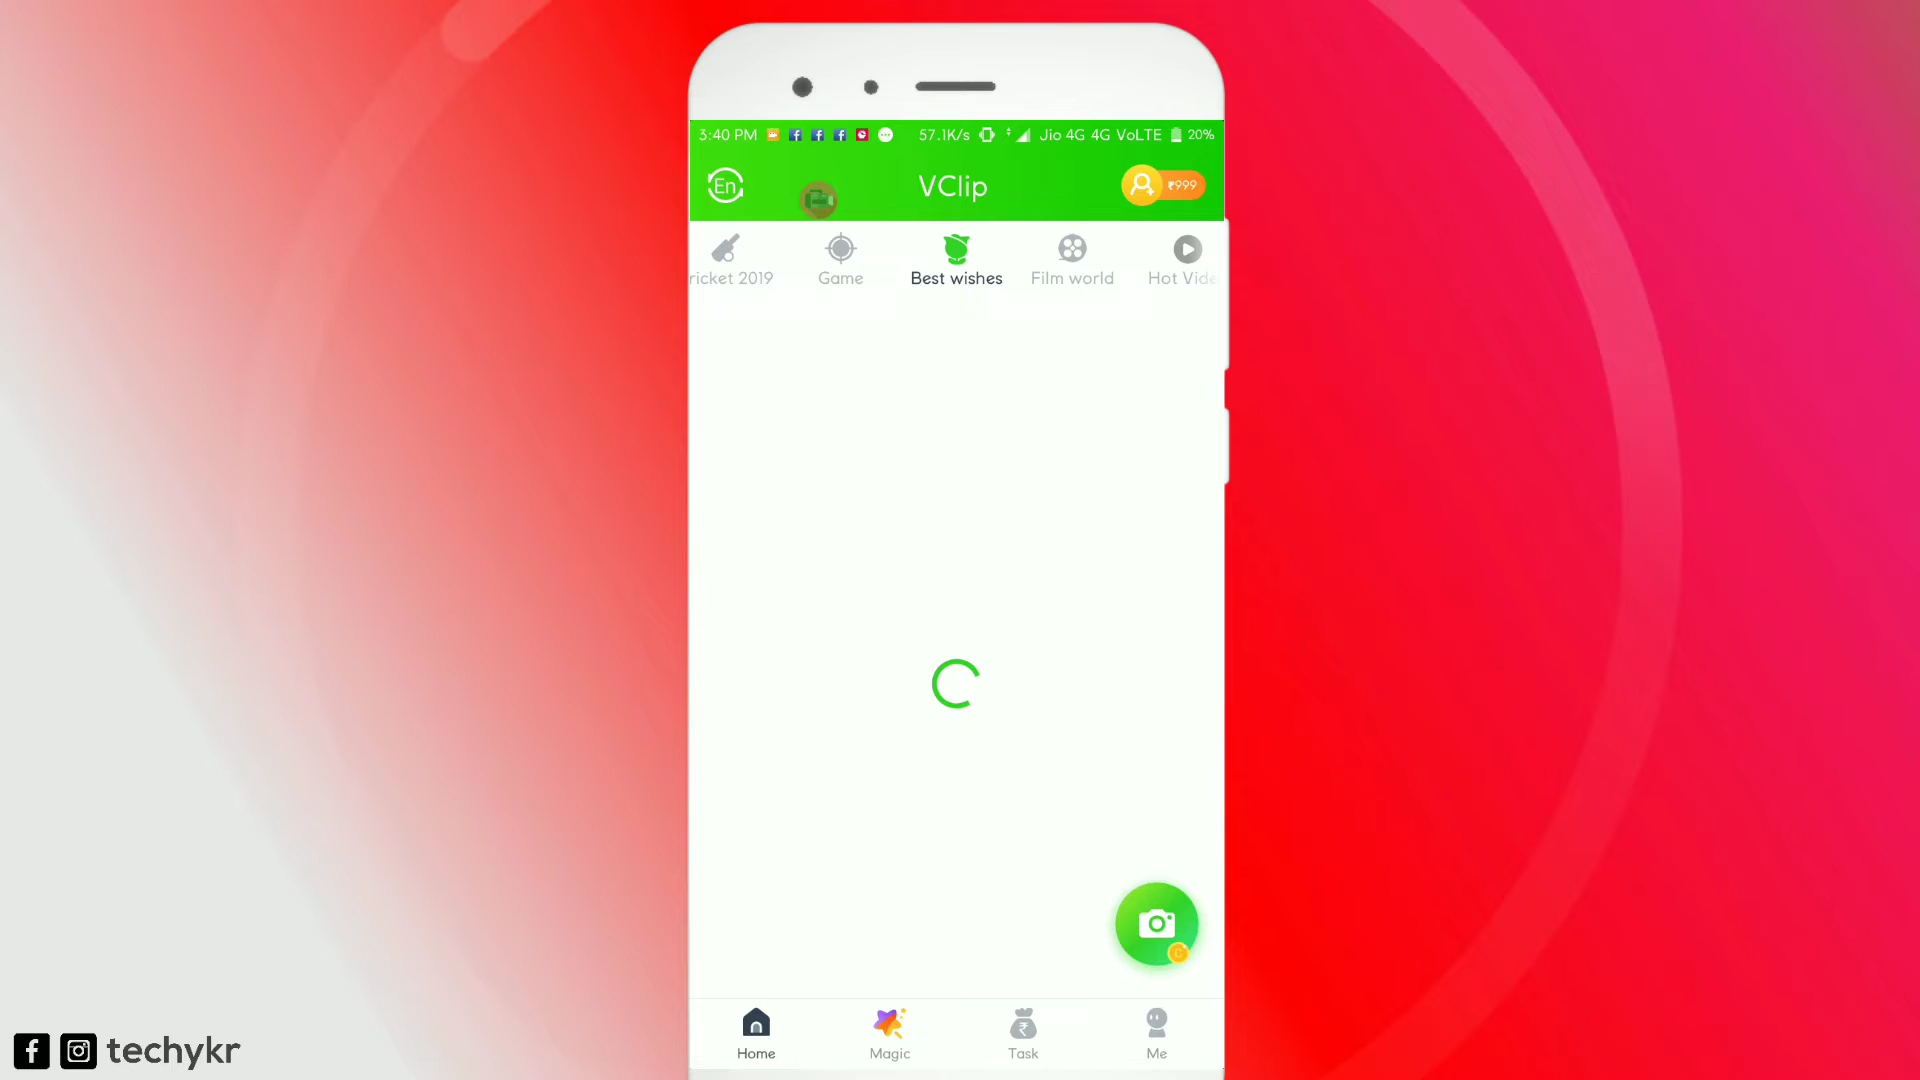 3:40 PM 57.1K/s Jio 4G 4G VoLTE 20%
En VClip ₹999
ricket 2019 Game Best wishes Film world Hot Vide
Home Magic Task Me
techykr